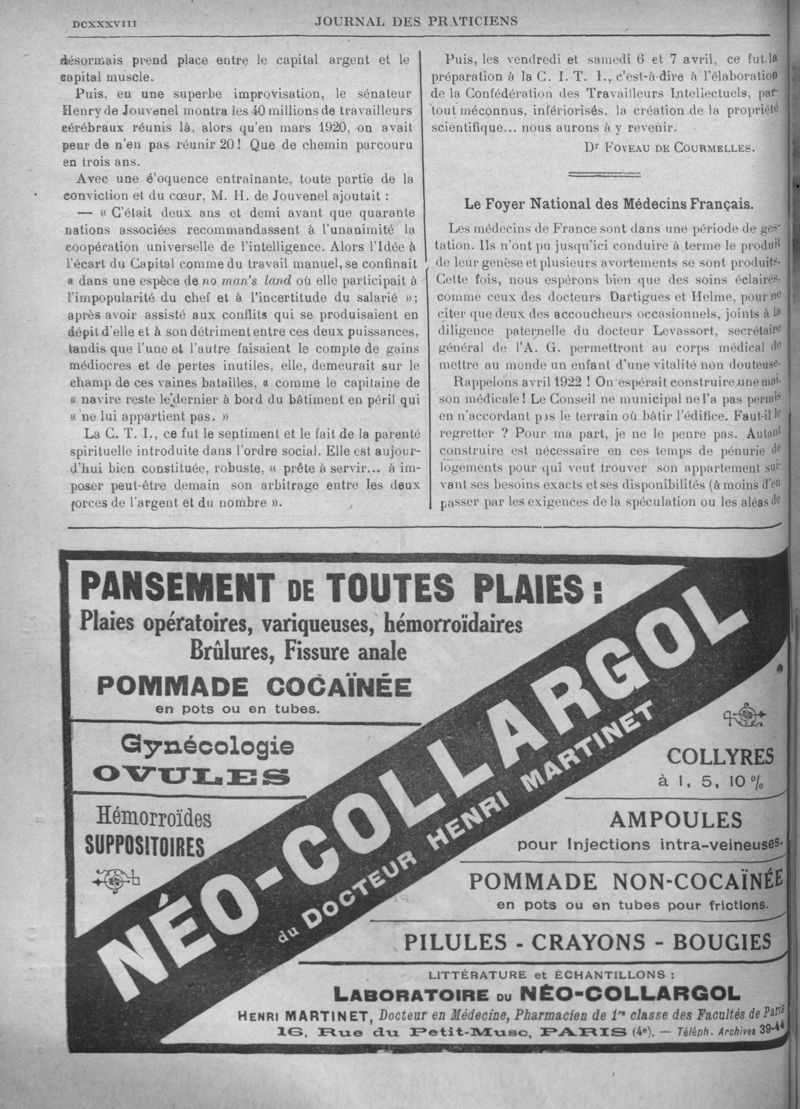 DCXXXVIII
JOURNAL DES PRATICIENS
désormais prend place entre le capital argent et le
capital muscle.
Puis, en une superbe improvisation, le sénateur
Henry de Jouvenel montra les 40 millions de travailleurs
cérébraux réunis là, alors qu'en mars 1920, on avait
peur de n'en pas réunir 20! Que de chemin parcouru
en trois ans.
Avec une é'oquence entrainante, toute partie de la
conviction et du cœur, M. H. de Jouvenel ajoutait :
— « C'était deux ans et demi avant que quarante
nations associées recommandassent à l'unanimité la
coopération universelle de l'intelligence. Alors l'Idée à
l'écart du Capital comme du travail manuel, se confinait
« dans une espèce de no man's land où elle participait à
l'impopularité du chef et à l'incertitude du salarié »;
après avoir assisté aux conflits qui se produisaient en
dépit d'elle et à son détriment entre ces deux puissances,
tandis que l'une et l'autre faisaient le compte de gains
médiocres et de pertes inutiles, elle, demeurait sur le
champ de ces vaines batailles, « comme le capitaine de
« navire reste le dernier à bord du bâtiment en péril qui
« ne lui appartient pas. »
La C. T. I., ce fut le sentiment et le fait de la parenté
spirituelle introduite dans l'ordre social. Elle est aujour-
d'hui bien constituée, robuste, « prête à servir... à im-
poser peut-être demain son arbitrage entre les deux
forces de l'argent et du nombre ».
Puis, les vendredi et samedi 6 et 7 avril, ce fut la
préparation à la C. I. T. I., c'est-à-dire à l'élaboration
de la Confédération des Travailleurs Intellectuels, par-
tout méconnus, infériorisés, la création de la propriété
scientifique... nous aurons à y revenir.
Dr FOVEAU DE COURMELLES.
Le Foyer National des Médecins Français.
Les médecins de France sont dans une période de ges-
tation. Ils n'ont pu jusqu'ici conduire à terme le produit
de leur genèse et plusieurs avortements se sont produits.
Cette fois, nous espérons bien que des soins éclairés,
comme ceux des docteurs Dartigues et Helme, pour ne
citer que deux des accoucheurs occasionnels, joints à la
diligence paternelle du docteur Levassort, secrétaire
général de l'A. G. permettront au corps médical de
mettre au monde un enfant d'une vitalité non douteuse.
Rappelons avril 1922 ! On espérait construire une mai-
son médicale ! Le Conseil ne municipal ne l'a pas permis
en n'accordant pas le terrain où bâtir l'édifice. Faut-il le
regretter ? Pour ma part, je ne le penre pas. Autant
construire est nécessaire en ces temps de pénurie de
logements pour qui veut trouver son appartement sui-
vant ses besoins exacts et ses disponibilités (à moins d'en
passer par les exigences de la spéculation ou les aléas de
PANSEMENT DE TOUTES PLAIES :
Plaies opératoires, variqueuses, hémorroïdaires
Brûlures, Fissure anale
POMMADE COCAÏNÉE
en pots ou en tubes.
Gynécologie
OVULES
Hémorroïdes
SUPPOSITOIRES
NÉO-COLLARGOL
du DOCTEUR HENRI MARTINET
COLLYRES
à 1, 5, 10 %
AMPOULES
pour Injections intra-veineuses.
POMMADE NON-COCAÏNÉE
en pots ou en tubes pour frictions.
PILULES - CRAYONS - BOUGIES
LITTÉRATURE et ÉCHANTILLONS :
LABORATOIRE DU NÉO-COLLARGOL
HENRI MARTINET, Docteur en Médecine, Pharmacien de 1re classe des Facultés de Paris
16, Rue du Petit-Musc, PARIS (4e). — Téléph. Archives 39-44